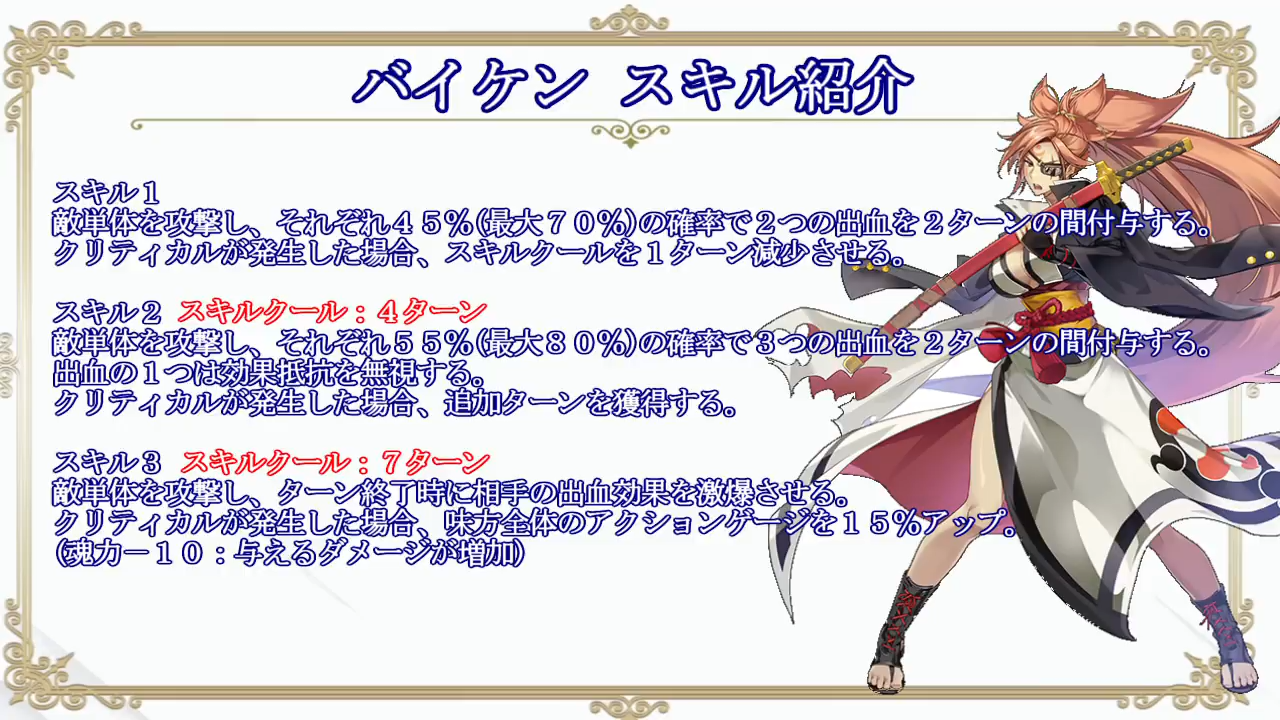 バイケン スキル紹介
スキル１
敵単体を攻撃し、それぞれ４５％(最大７０％)の確率で２つの出血を２ターンの間付与する。
クリティカルが発生した場合、スキルクールを１ターン減少させる。
スキル２ スキルクール：４ターン
敵単体を攻撃し、それぞれ５５％(最大８０％)の確率で３つの出血を２ターンの間付与する。
出血の１つは効果抵抗を無視する。
クリティカルが発生した場合、追加ターンを獲得する。
スキル３ スキルクール：７ターン
敵単体を攻撃し、ターン終了時に相手の出血効果を激爆させる。
クリティカルが発生した場合、味方全体のアクションゲージを１５％アップ。
(魂力－１０：与えるダメージが増加)